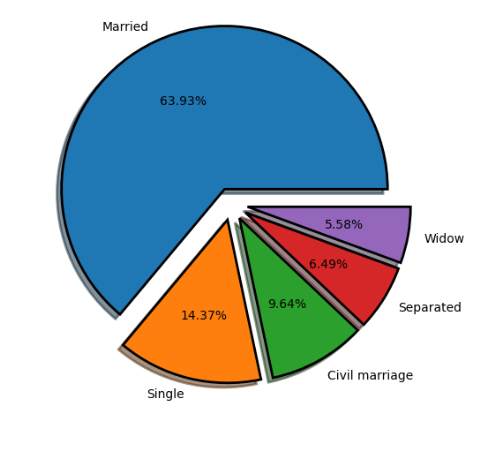 Married
63.93%
5.58%
Widow
6.49%
Separated
9.64%
14.37%
Civil marriage
Single